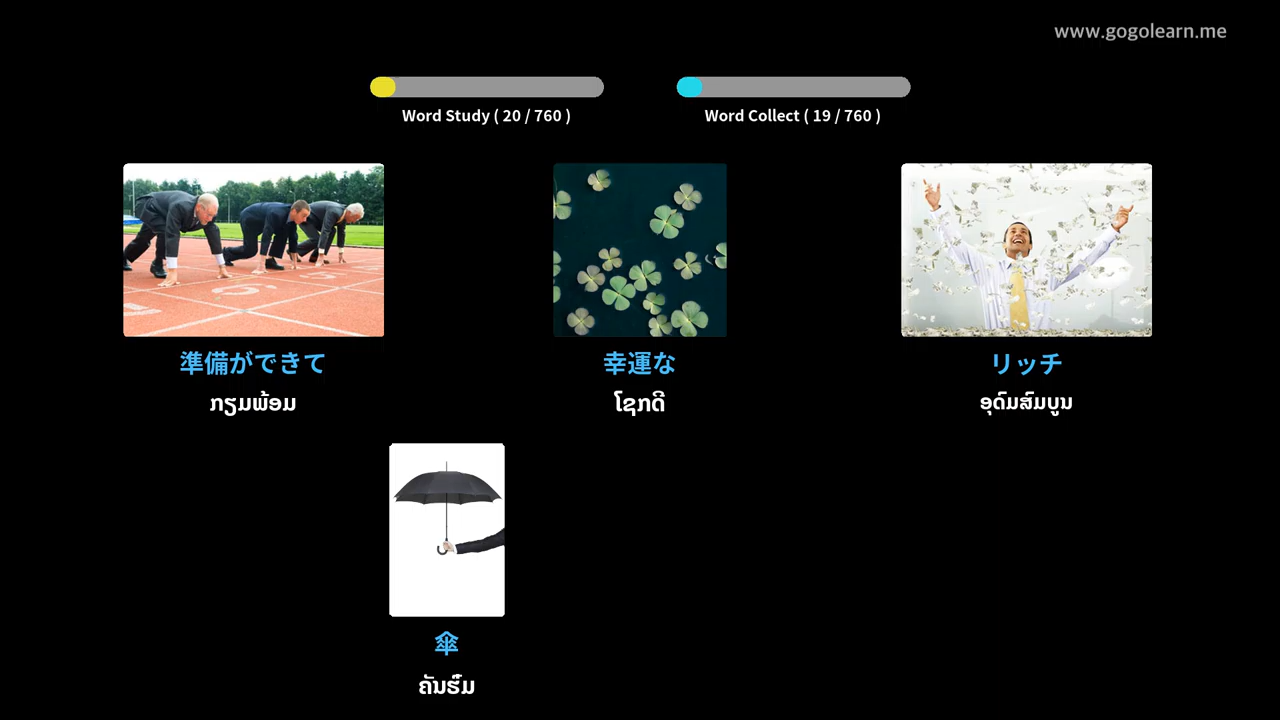 www.gogolearn.me
Word Study ( 20 / 760 )
Word Collect ( 19 / 760 )
準備ができて
ກຽມພ້ອມ
幸運な
ໂຊກດີ
リッチ
ອຸດົມສົມບູນ
傘
ຄັນຮົ່ມ